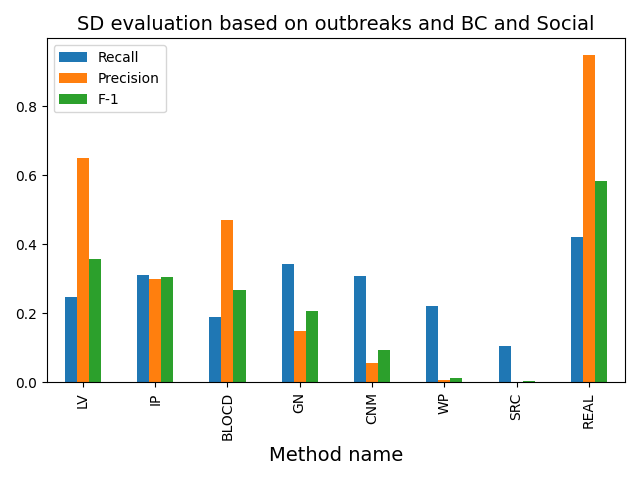 SD evaluation based on outbreaks and BC and Social
Recall
Precision
F-1
0.8
0.6
0.4
0.2
0.0
LV
IP
BLOCD
GN
CNM
WP
SRC
REAL
Method name